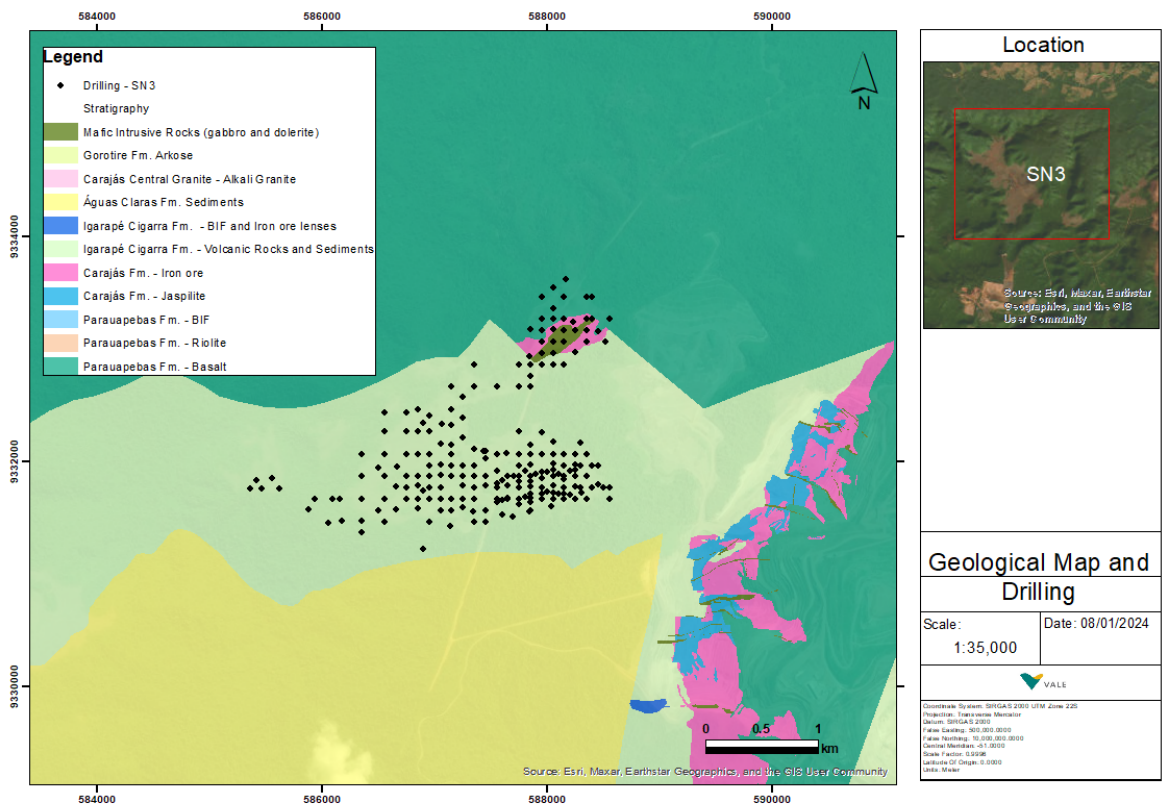 584000
586000
588000
590000
Legend
Drilling - SN3
Stratigraphy
Mafic Intrusive Rocks (gabbro and dolerite)
Gorotire Fm. Arkose
Carajás Central Granite - Alkali Granite
Águas Claras Fm. Sediments
Igarapé Cigarra Fm. - BIF and Iron ore lenses
Igarapé Cigarra Fm. - Volcanic Rocks and Sediments
Carajás Fm. - Iron ore
Carajás Fm. - Jaspilite
Parauapebas Fm. - BIF
Parauapebas Fm. - Riolite
Parauapebas Fm. - Basalt
N
9334000
9332000
9330000
9334000
9332000
9330000
0 0.5 1
km
Source: Esri, Maxar, Earthstar Geographics, and the GIS User Community
584000
586000
588000
590000
Location
SN3
Source: Esri, Maxar, Earthstar
Geographics, and the GIS
User Community
Geological Map and
Drilling
Scale:
1:35,000
Date: 08/01/2024
VALE
Coordinate System: SIRGAS 2000 UTM Zone 22S
Projection: Transverse Mercator
Datum: SIRGAS 2000
False Easting: 500,000.0000
False Northing: 10,000,000.0000
Central Meridian: -51.0000
Scale Factor: 0.9996
Latitude Of Origin: 0.0000
Units: Meter